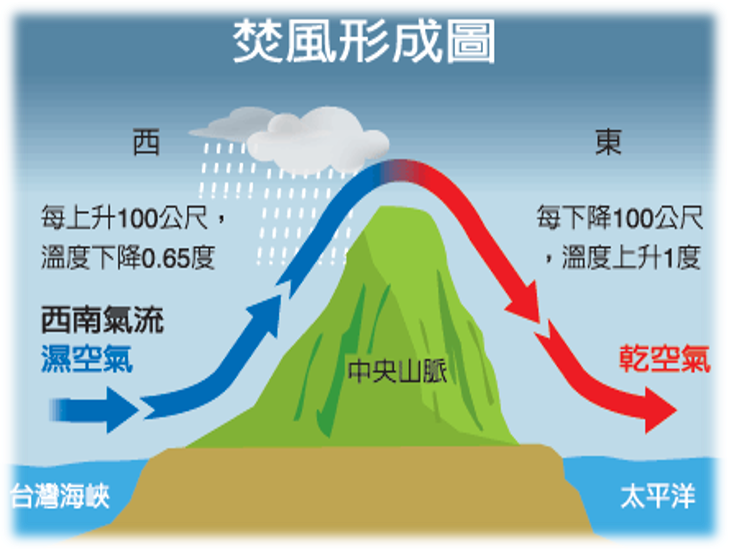 焚風形成圖
西
東
每上升100公尺，
溫度下降0.65度
每下降100公尺
，溫度上升1度
西南氣流
濕空氣
乾空氣
中央山脈
台灣海峽
太平洋